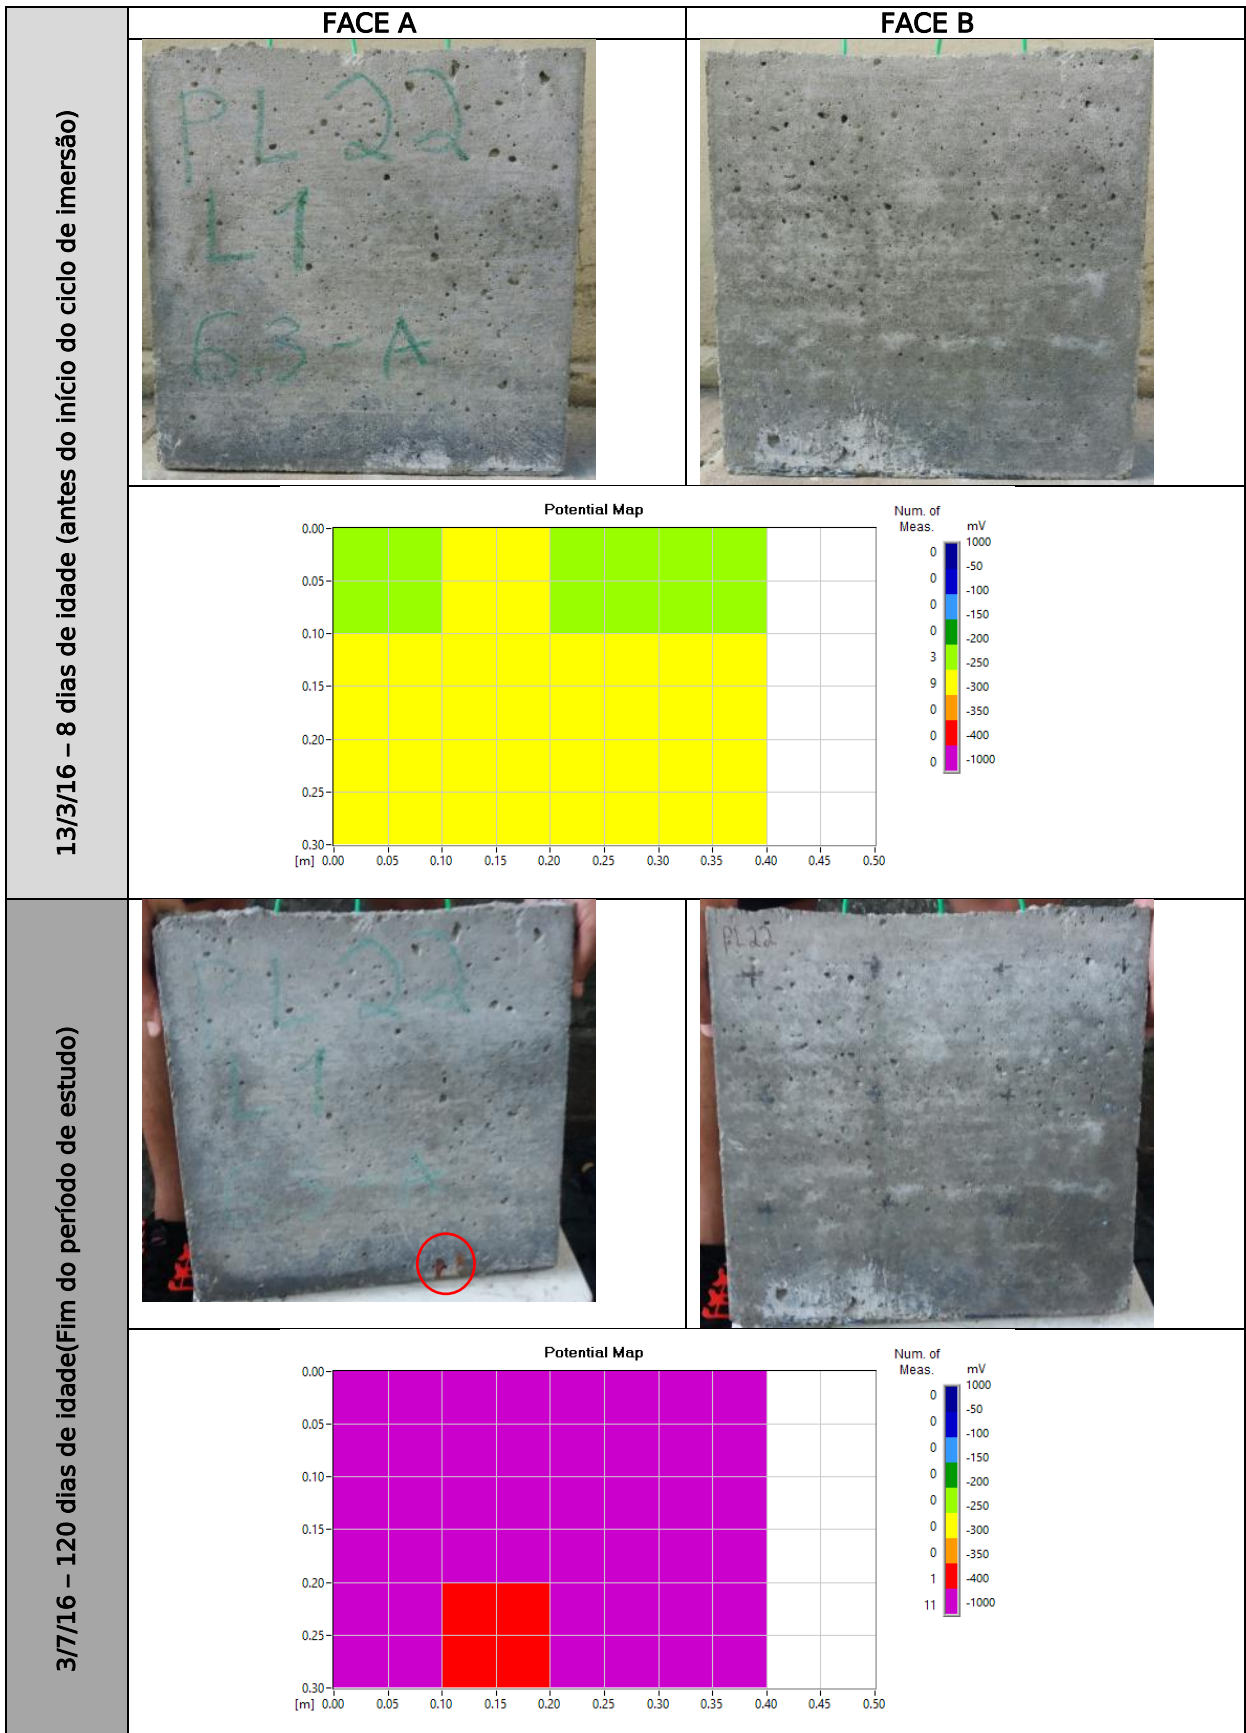 FACE A
FACE B
13/3/16 – 8 dias de idade (antes do início do ciclo de imersão)
PL 22
L1
63-A
Potential Map
Num. of
Meas.
mV
0 1000
0 -50
0 -100
0 -150
3 -200
9 -250
0 -300
0 -350
0 -400
-1000
0.00
0.05
0.10
0.15
0.20
0.25
0.30
[m] 0.00 0.05 0.10 0.15 0.20 0.25 0.30 0.35 0.40 0.45 0.50
3/7/16 – 120 dias de idade(Fim do período de estudo)
PL 22
L1
63-A
PL22
Potential Map
Num. of
Meas.
mV
0 1000
0 -50
0 -100
0 -150
0 -200
0 -250
0 -300
1 -350
11 -400
-1000
0.00
0.05
0.10
0.15
0.20
0.25
0.30
[m] 0.00 0.05 0.10 0.15 0.20 0.25 0.30 0.35 0.40 0.45 0.50